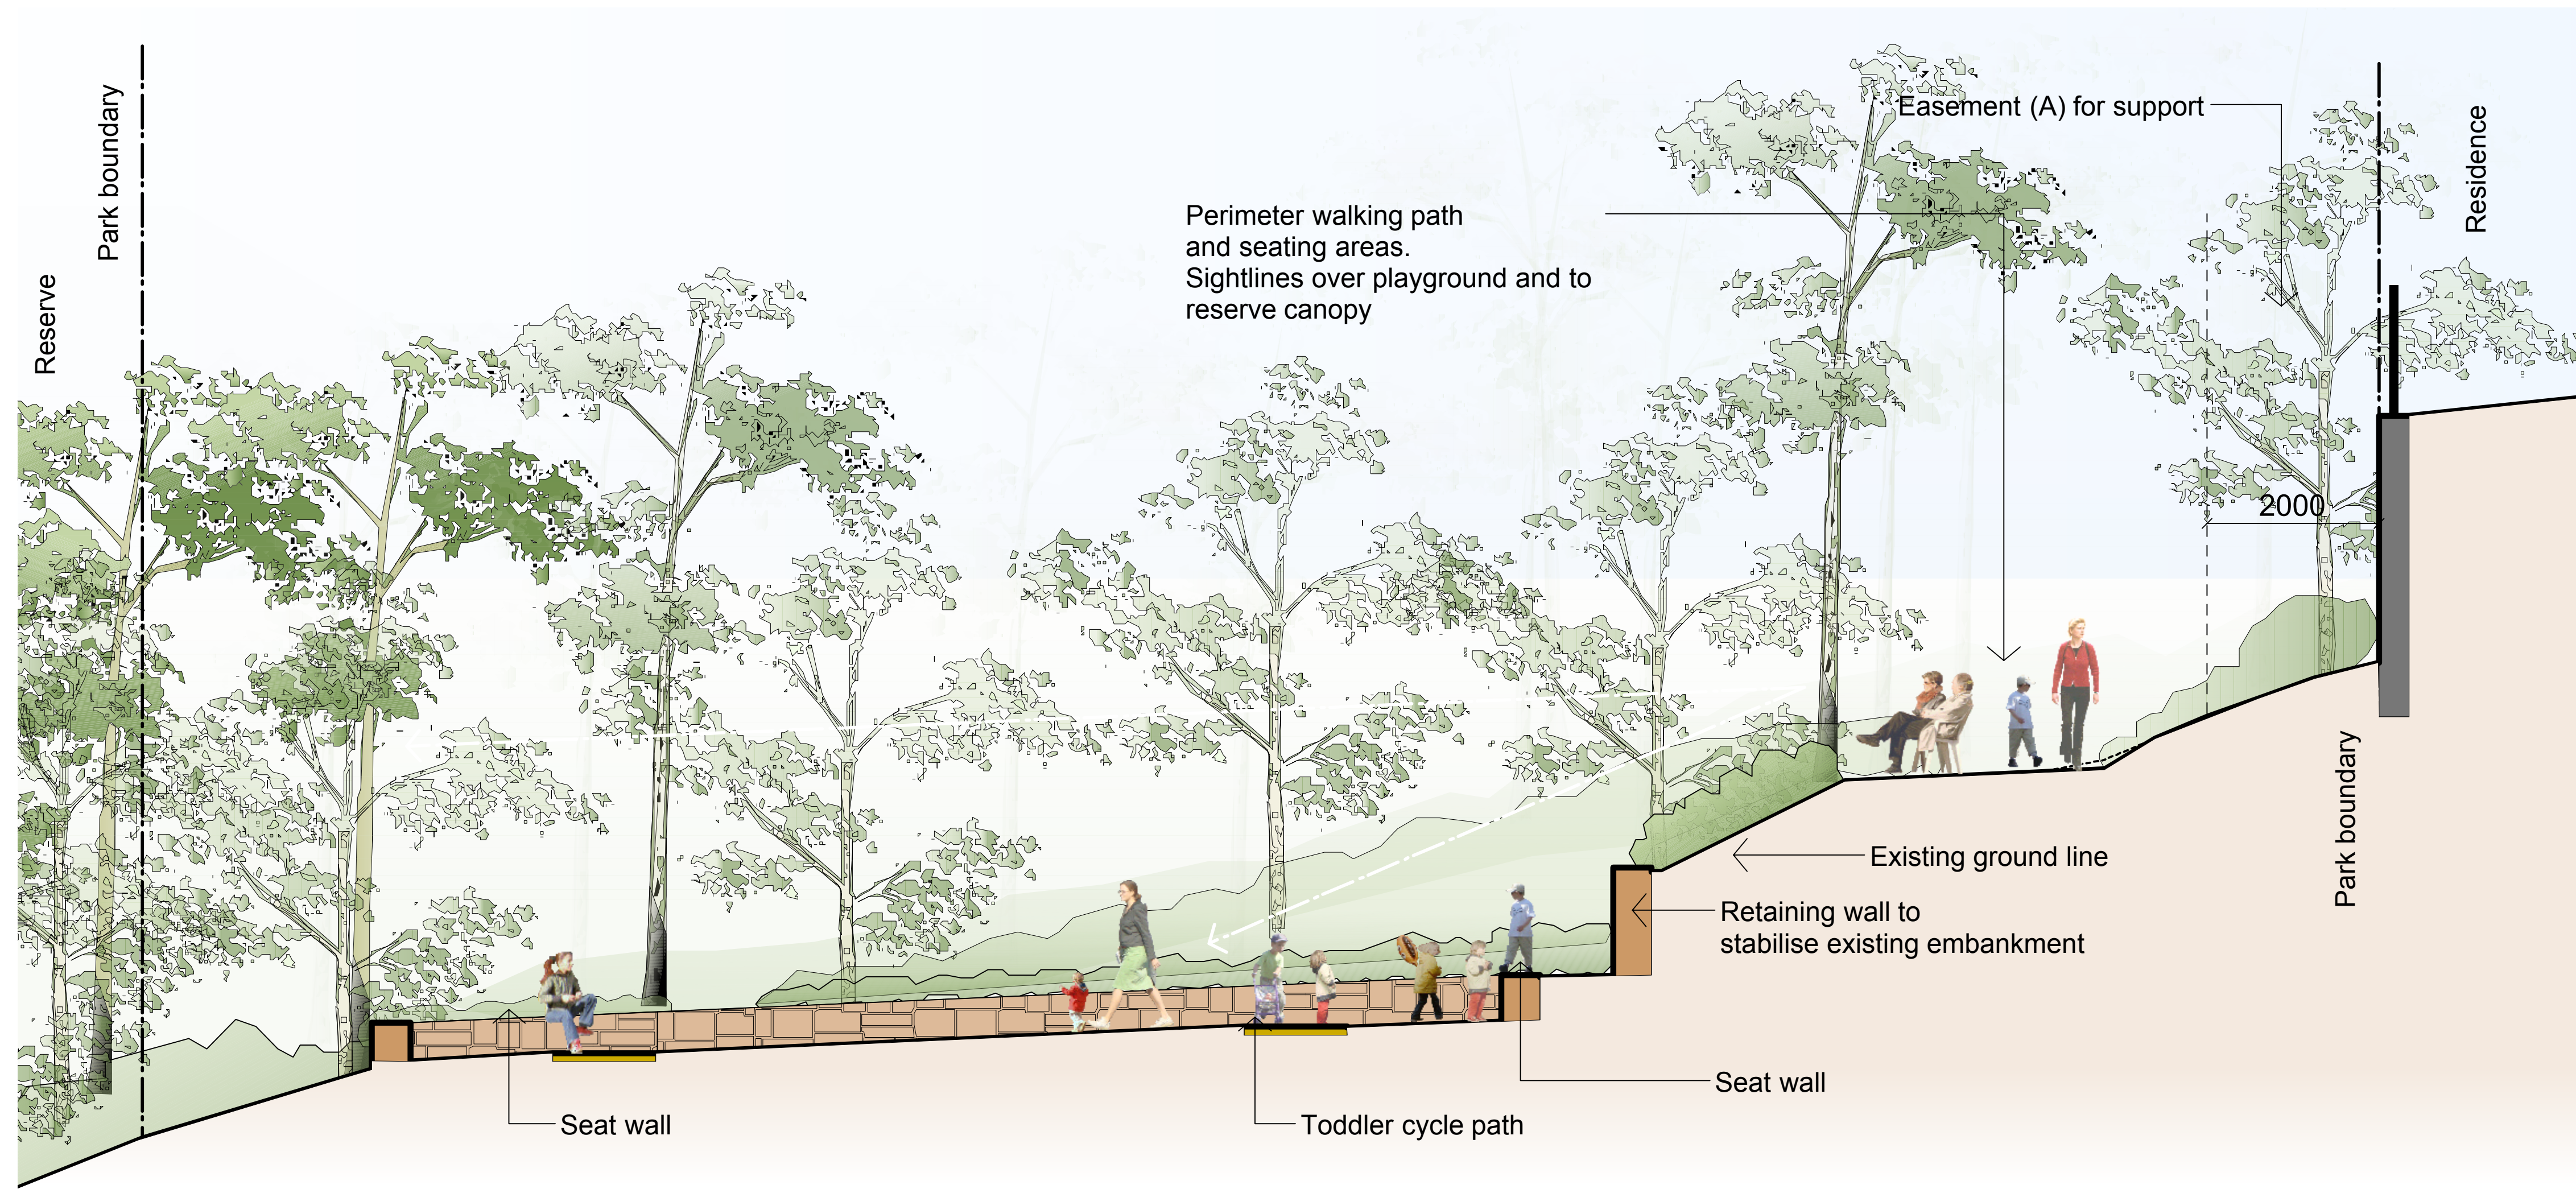 Park boundary
Reserve
Perimeter walking path
and seating areas.
Sightlines over playground and to
reserve canopy
Easement (A) for support
Residence
2000
Existing ground line
Retaining wall to
stabilise existing embankment
Park boundary
Seat wall
Seat wall
Toddler cycle path